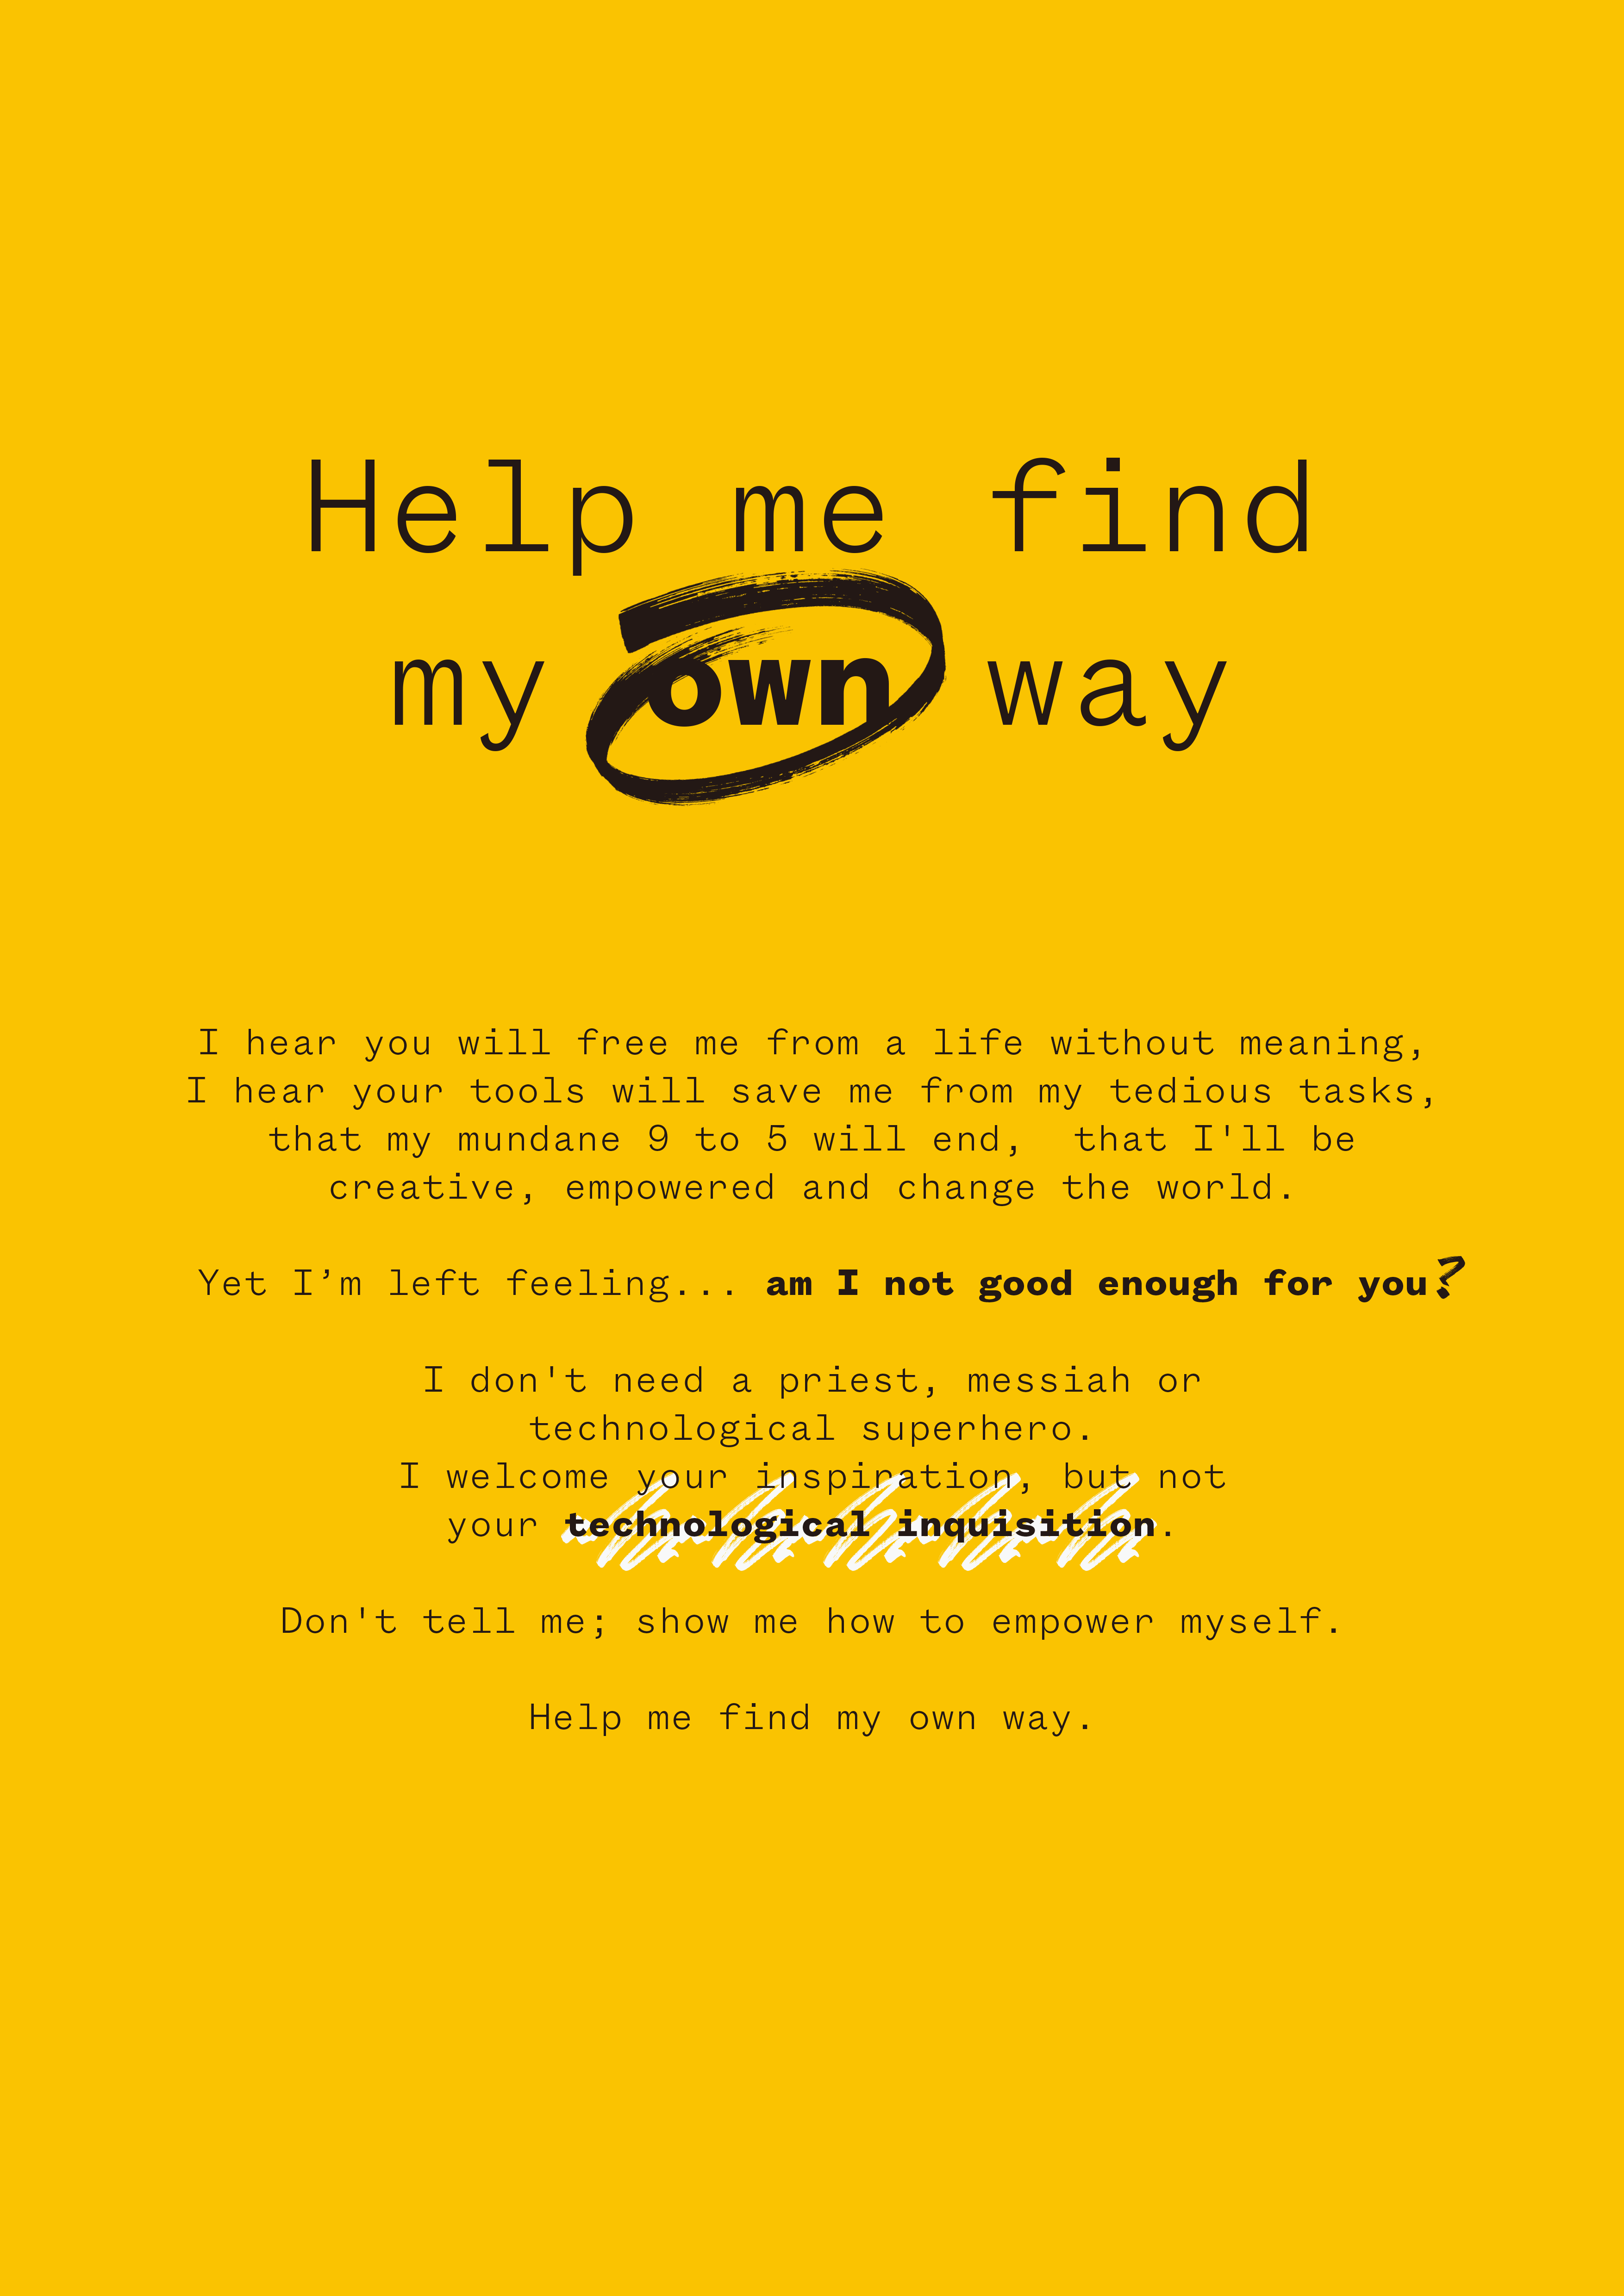 Help me find
my own way
I hear you will free me from a life without meaning,
I hear your tools will save me from my tedious tasks,
that my mundane 9 to 5 will end,  that I'll be
creative, empowered and change the world.
Yet I’m left feeling... am I not good enough for you?
I don't need a priest, messiah or
technological superhero.
I welcome your inspiration, but not
your technological inquisition.
Don't tell me; show me how to empower myself.
Help me find my own way.